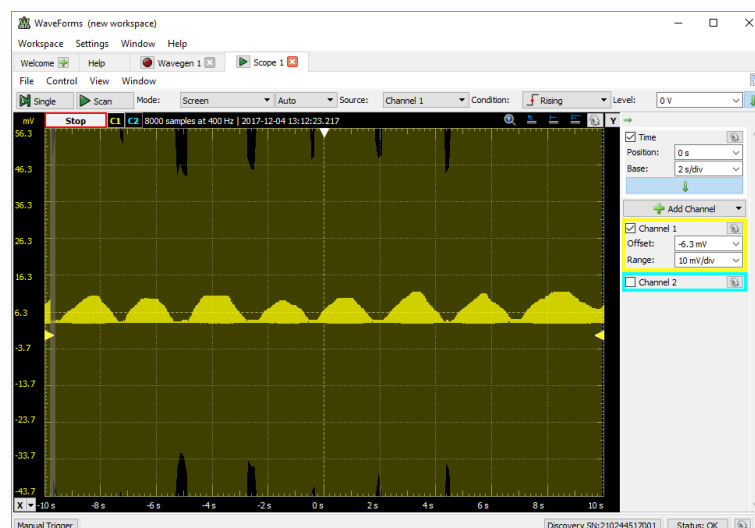 WaveForms (new workspace)
Workspace Settings Window Help
Welcome Help Wavegen 1 Scope 1
File Control View Window
Single Scan Mode: Screen Auto Source: Channel 1 Condition: Rising Level: 0 V
mV Stop C1 C2 8000 samples at 400 Hz | 2017-12-04 13:12:23.217 Y
56.3
46.3
36.3
26.3
16.3
6.3
-3.7
-13.7
-23.7
-33.7
-43.7
X -10 s -8 s -6 s -4 s -2 s 0 s 2 s 4 s 6 s 8 s 10 s
Time
Position: 0 s
Base: 2 s/div
Add Channel
Channel 1
Offset: -6.3 mV
Range: 10 mV/div
Channel 2
Manual Trigger Discovery SN:210244517001 Status: OK